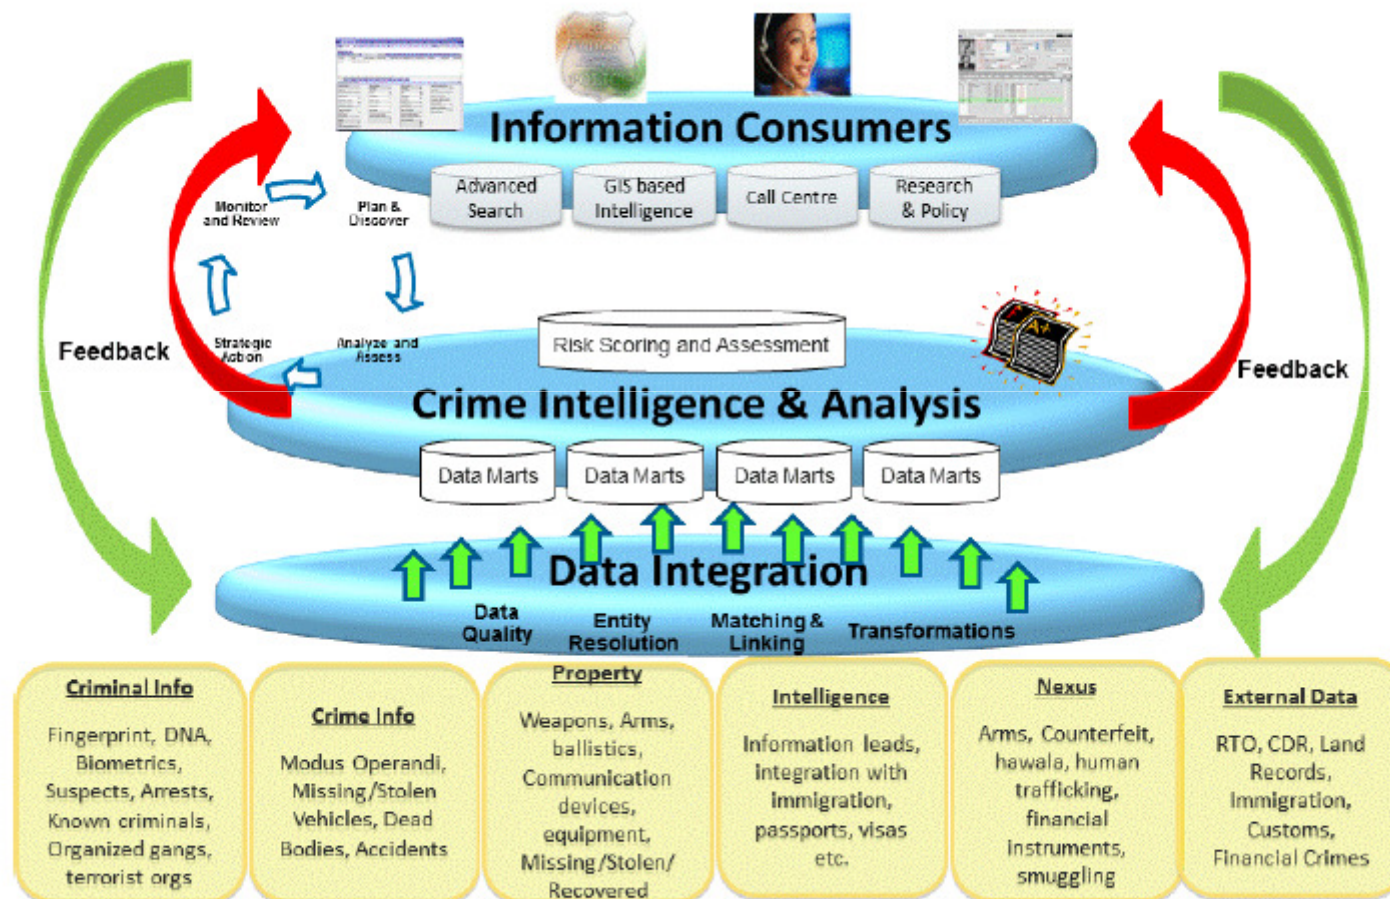 Information Consumers
Advanced
Search
GIS based
Intelligence
Call Centre
Research
& Policy
Monitor
and Review
Plan &
Discover
Strategic
Action
Analyze and
Assess
Feedback
Feedback
Risk Scoring and Assessment
A+
Crime Intelligence & Analysis
Data Marts
Data Marts
Data Marts
Data Marts
Data Integration
Data
Quality
Entity
Resolution
Matching &
Linking
Transformations
Criminal Info
Fingerprint, DNA,
Biometrics,
Suspects, Arrests,
Known criminals,
Organized gangs,
terrorist orgs
Crime Info
Modus Operandi,
Missing/Stolen
Vehicles, Dead
Bodies, Accidents
Property
Weapons, Arms,
ballistics,
Communication
devices,
equipment,
Missing/Stolen/
Recovered
Intelligence
Information leads,
integration with
immigration,
passports, visas
etc.
Nexus
Arms, Counterfeit,
hawala, human
trafficking,
financial
instruments,
smuggling
External Data
RTO, CDR, Land
Records,
Immigration,
Customs,
Financial Crimes